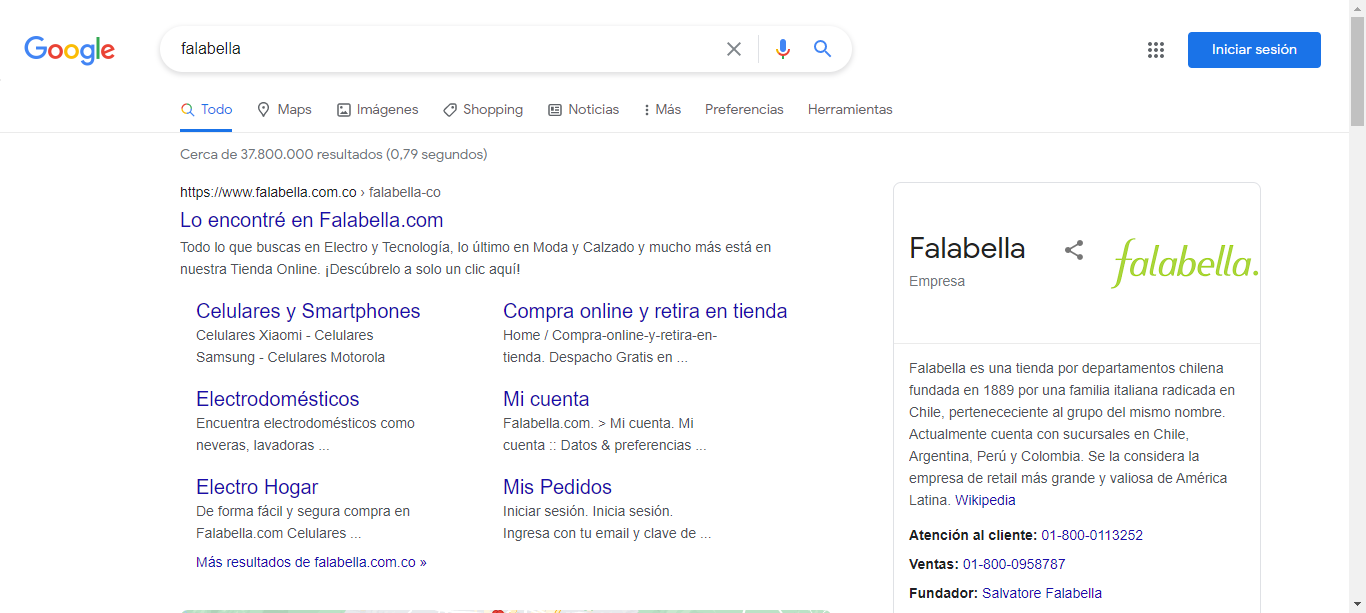 Google
falabella
Iniciar sesión
Todo
Maps
Imágenes
Shopping
Noticias
Más
Preferencias
Herramientas
Cerca de 37.800.000 resultados (0,79 segundos)
https://www.falabella.com.co › falabella-co
Lo encontré en Falabella.com
Todo lo que buscas en Electro y Tecnología, lo último en Moda y Calzado y mucho más está en
nuestra Tienda Online. ¡Descúbrelo a solo un clic aquí!
Celulares y Smartphones
Celulares Xiaomi - Celulares
Samsung - Celulares Motorola
Compra online y retira en tienda
Home / Compra-online-y-retira-en-
tienda. Despacho Gratis en ...
Electrodomésticos
Encuentra electrodomésticos como
neveras, lavadoras ...
Mi cuenta
Falabella.com. > Mi cuenta. Mi
cuenta :: Datos & preferencias ...
Electro Hogar
De forma fácil y segura compra en
Falabella.com Celulares ...
Mis Pedidos
Iniciar sesión. Inicia sesión.
Ingresa con tu email y clave de ...
Más resultados de falabella.com.co »
Falabella
Empresa
falabella.
Falabella es una tienda por departamentos chilena
fundada en 1889 por una familia italiana radicada en
Chile, pertenececiente al grupo del mismo nombre.
Actualmente cuenta con sucursales en Chile,
Argentina, Perú y Colombia. Se la considera la
empresa de retail más grande y valiosa de América
Latina. Wikipedia
Atención al cliente: 01-800-0113252
Ventas: 01-800-0958787
Fundador: Salvatore Falabella